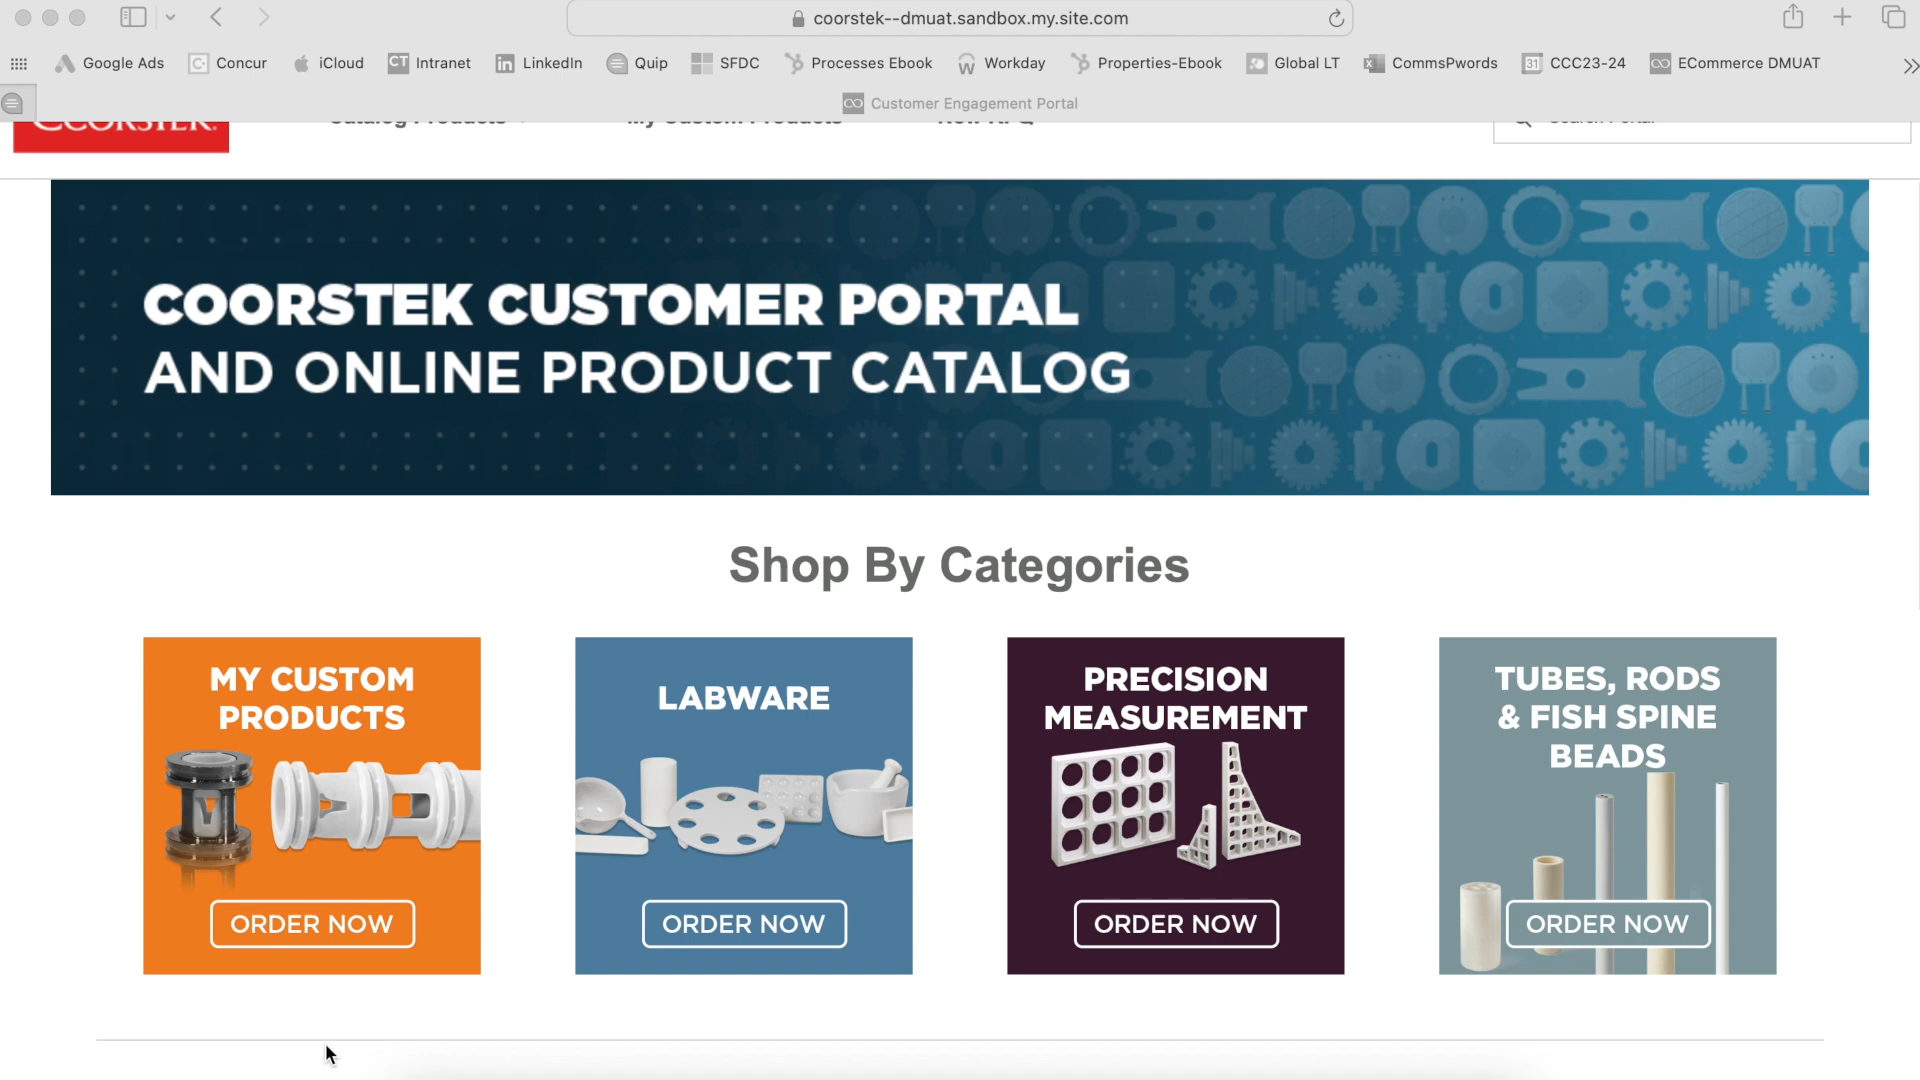 coorstek--dmuat.sandbox.my.site.com
Google Ads
Concur
iCloud
CT Intranet
in LinkedIn
Quip
SFDC
Processes Ebook
Workday
Properties-Ebook
Global LT
CommsPwords
31 CCC23-24
ECommerce DMUAT
Customer Engagement Portal
COORSTEK CUSTOMER PORTAL
AND ONLINE PRODUCT CATALOG
Shop By Categories
MY CUSTOM
PRODUCTS
ORDER NOW
LABWARE
ORDER NOW
PRECISION
MEASUREMENT
ORDER NOW
TUBES, RODS
& FISH SPINE
BEADS
ORDER NOW